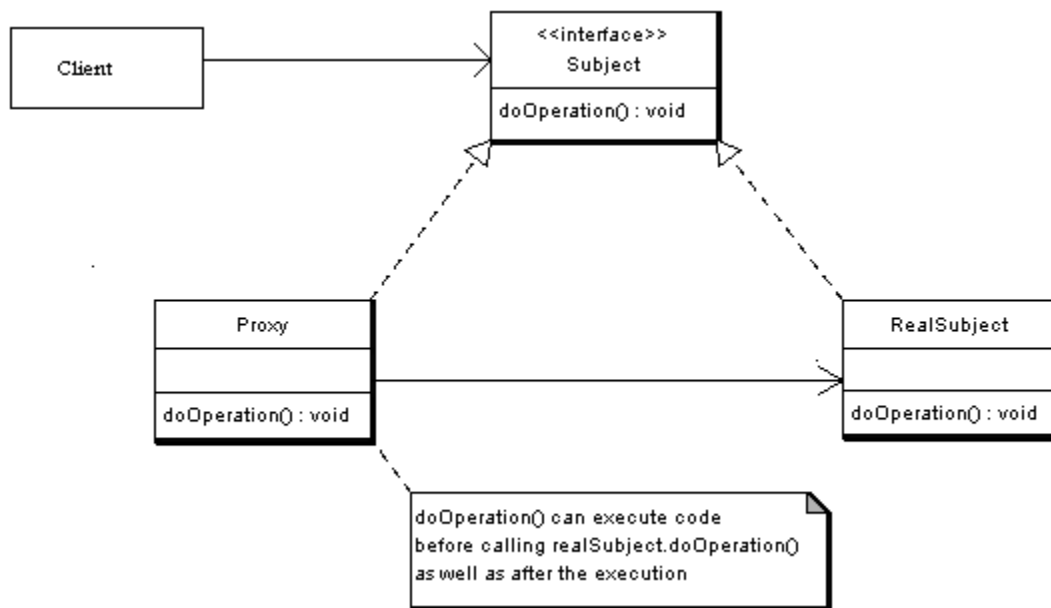 Client
<<interface>>
Subject
doOperation() : void
Proxy
doOperation() : void
RealSubject
doOperation() : void
doOperation() can execute code
before calling realSubject.doOperation()
as well as after the execution